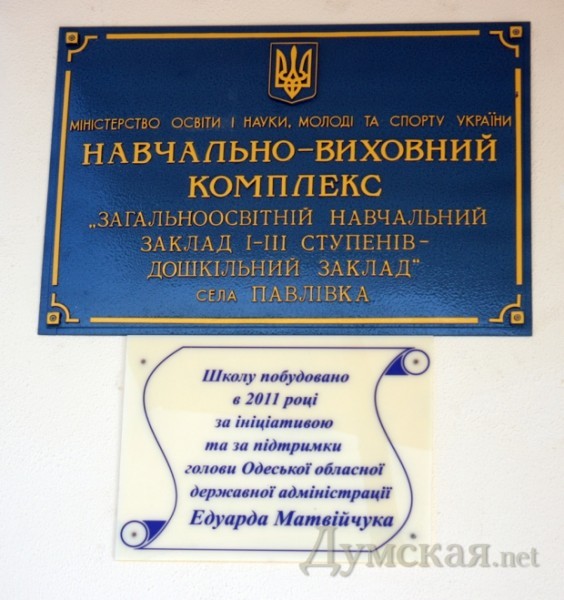 МІНІСТЕРСТВО ОСВІТИ І НАУКИ, МОЛОДІ ТА СПОРТУ УКРАЇНИ
НАВЧАЛЬНО-ВИХОВНИЙ
КОМПЛЕКС
„ЗАГАЛЬНООСВІТНІЙ НАВЧАЛЬНИЙ
ЗАКЛАД І-ІІІ СТУПЕНІВ-
ДОШКІЛЬНИЙ ЗАКЛАД”
СЕЛА ПАВЛІВКА
Школу побудовано
в 2011 році
за ініціативою
та за підтримки
голови Одеської обласної
державної адміністрації
Едуарда Матвійчука
Думская.net